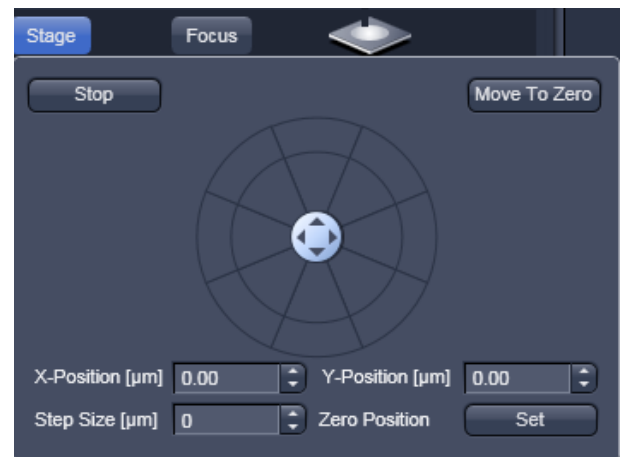 Stage Focus
Stop Move To Zero
X-Position [µm] 0.00 Y-Position [µm] 0.00
Step Size [µm] 0 Zero Position Set